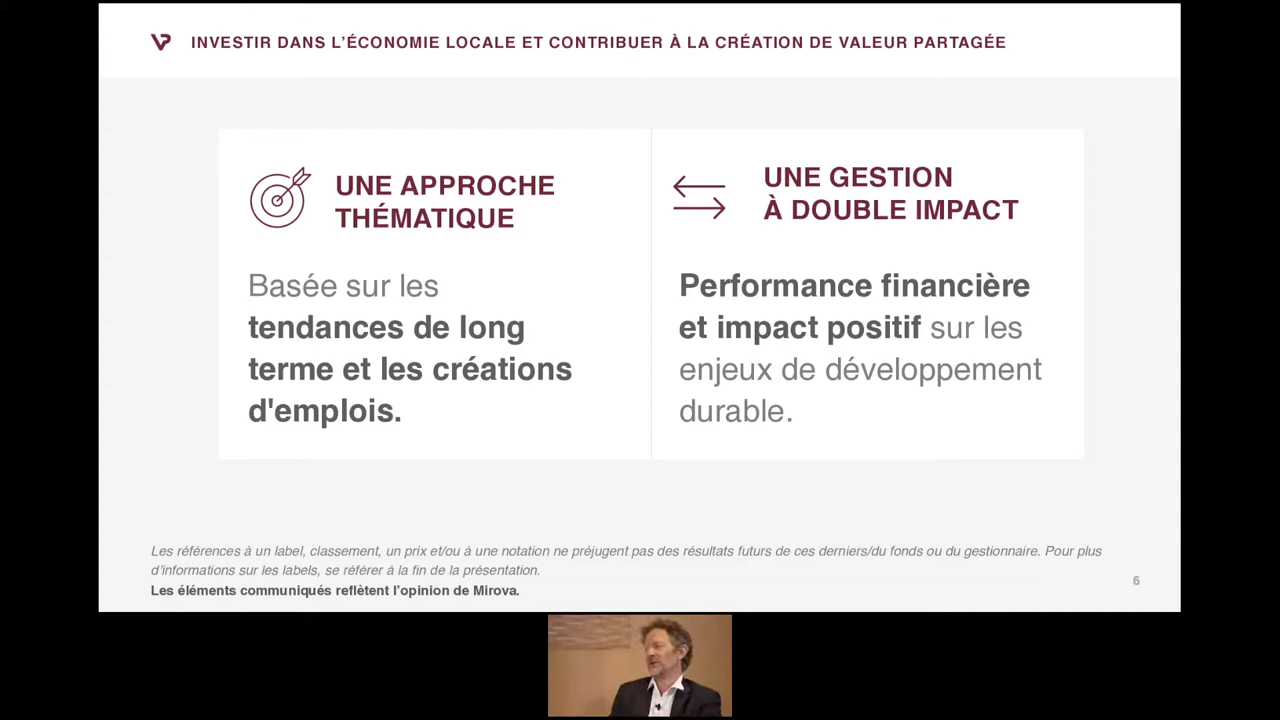 INVESTIR DANS L'ÉCONOMIE LOCALE ET CONTRIBUER À LA CRÉATION DE VALEUR PARTAGÉE
UNE APPROCHE
THÉMATIQUE
Basée sur les
tendances de long
terme et les créations
d'emplois.
UNE GESTION
À DOUBLE IMPACT
Performance financière
et impact positif sur les
enjeux de développement
durable.
Les références à un label, classement, un prix et/ou à une notation ne préjugent pas des résultats futurs de ces derniers/du fonds ou du gestionnaire. Pour plus
d'informations sur les labels, se référer à la fin de la présentation.
Les éléments communiqués reflètent l'opinion de Mirova.
6